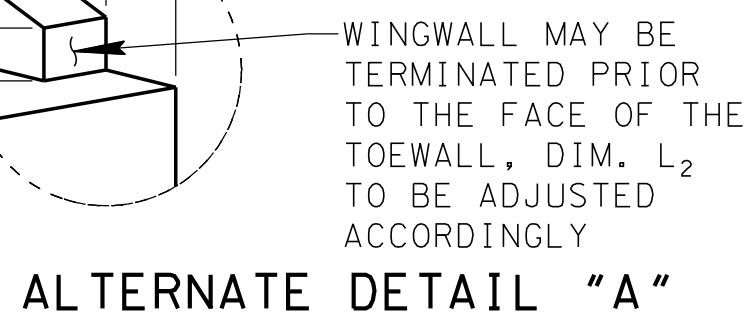 WINGWALL MAY BE
TERMINATED PRIOR
TO THE FACE OF THE
TOEWALL, DIM. L₂
TO BE ADJUSTED
ACCORDINGLY
ALTERNATE DETAIL "A"